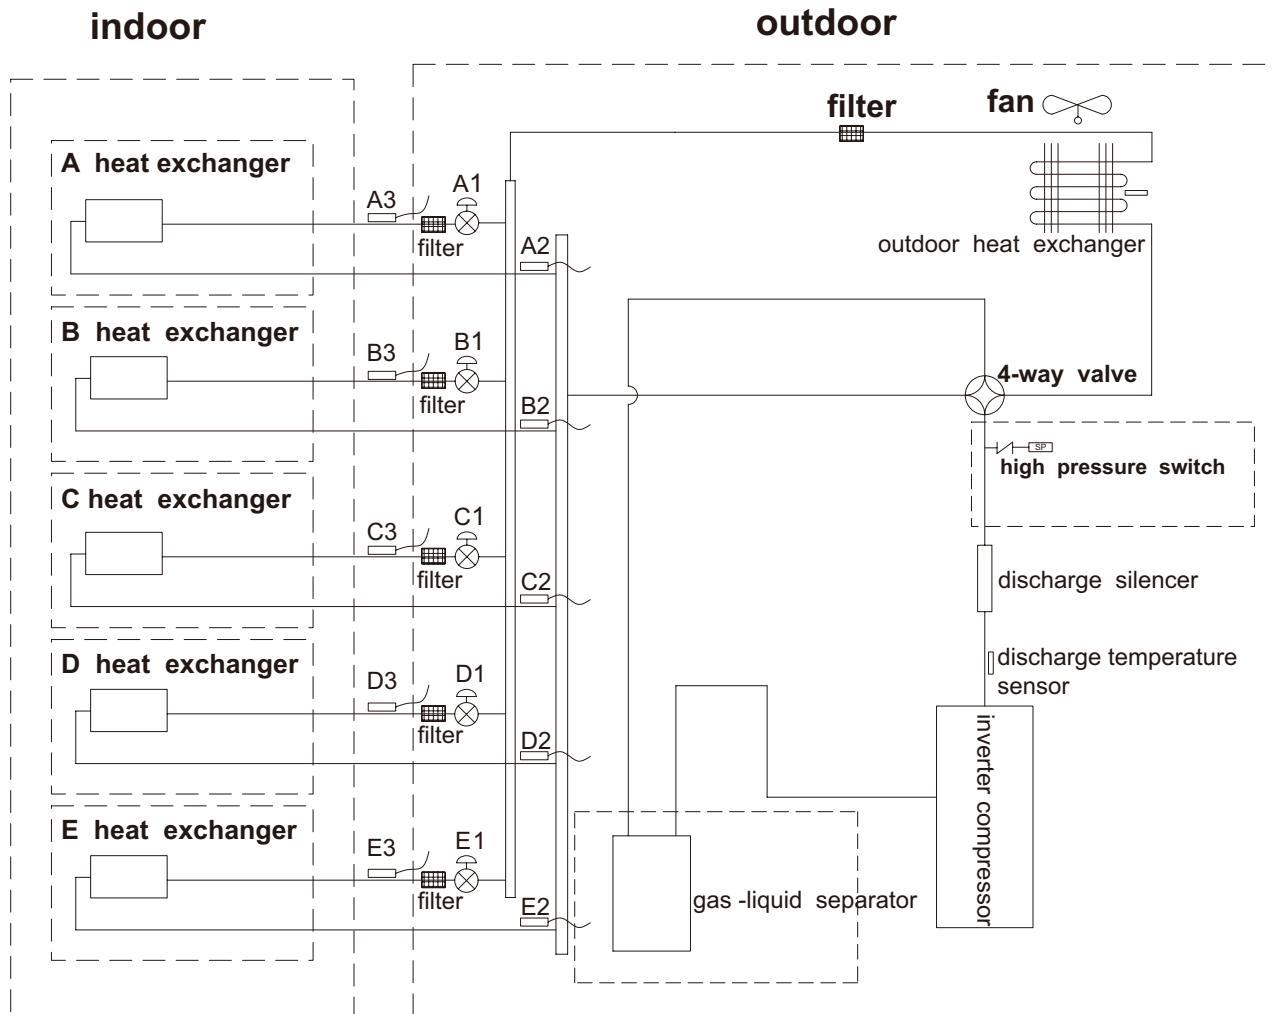 indoor
outdoor
filter
fan
A heat exchanger
A3
A1
filter
A2
outdoor heat exchanger
B heat exchanger
B3
B1
filter
B2
4-way valve
SP
high pressure switch
C heat exchanger
C3
C1
filter
C2
discharge silencer
D heat exchanger
D3
D1
filter
D2
discharge temperature
sensor
inverter compressor
E heat exchanger
E3
E1
filter
E2
gas -liquid separator